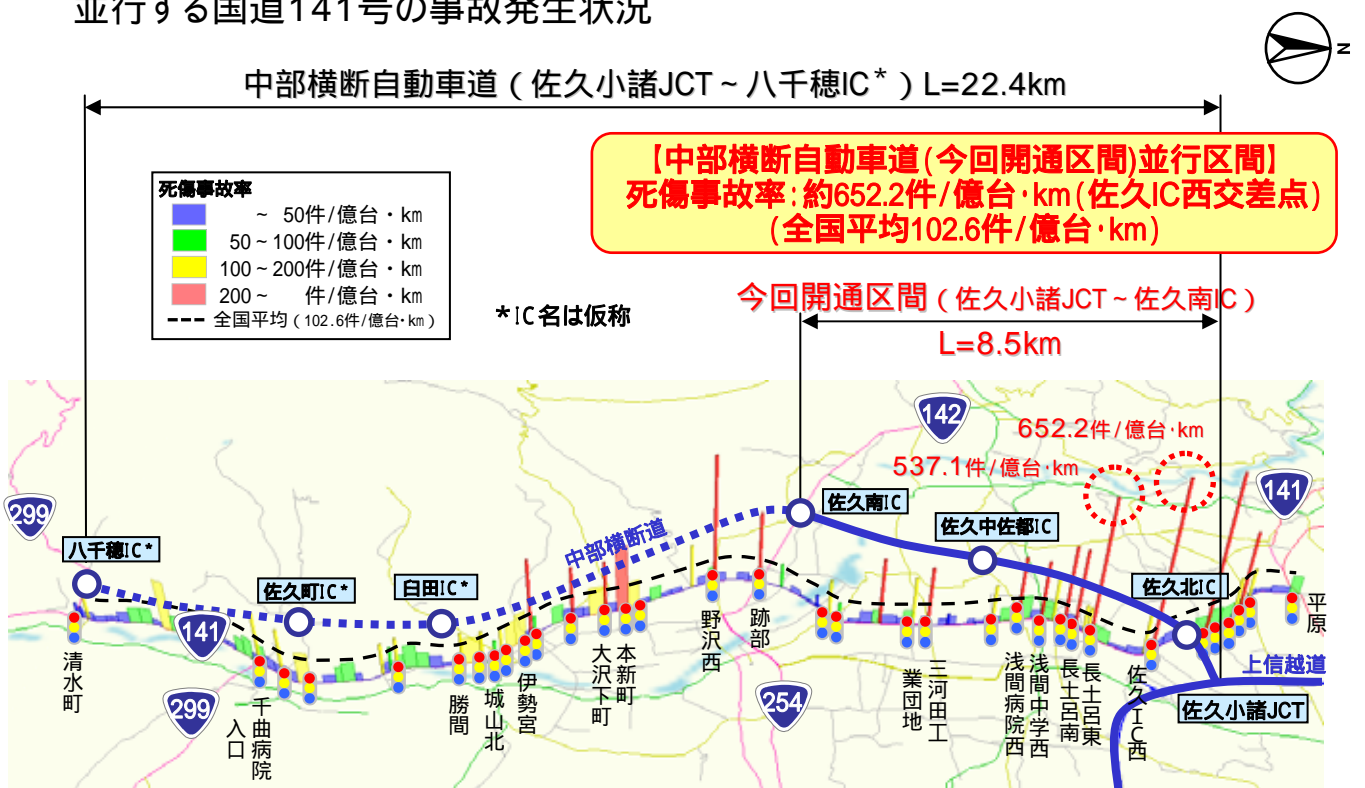 並行する国道141号の事故発生状況
N
中部横断自動車道（佐久小諸JCT～八千穂IC*）L=22.4km
【中部横断自動車道(今回開通区間)並行区間】
死傷事故率:約652.2件/億台・km(佐久IC西交差点)
(全国平均102.6件/億台・km)
死傷事故率
～ 50件/億台・km
50～100件/億台・km
100～200件/億台・km
200～ 件/億台・km
全国平均（102.6件/億台・km）
*IC名は仮称
今回開通区間（佐久小諸JCT～佐久南IC）
L=8.5km
142
652.2件/億台・km
537.1件/億台・km
141
299
八千穂IC*
佐久町IC*
臼田IC*
中部横断道
佐久南IC
佐久中佐都IC
佐久北IC
141
299
254
上信越道
佐久小諸JCT
清水町
千曲病院
入口
勝間
城山北
伊勢宮
大沢下町
本新町
野沢西
跡部
三河田工
業団地
浅間病院西
浅間中学西
長土呂南
長土呂東
佐久IC西
平原